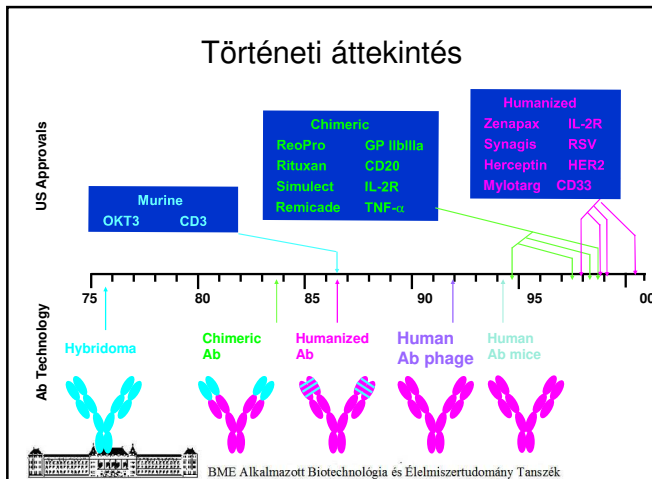 Történeti áttekintés
US Approvals
Humanized
Zenapax IL-2R
Synagis RSV
Herceptin HER2
Mylotarg CD33
Chimeric
ReoPro GP IIbIIIa
Rituxan CD20
Simulect IL-2R
Remicade TNF-α
Murine
OKT3 CD3
75 80 85 90 95 00
Ab Technology
Hybridoma
Chimeric
Ab
Humanized
Ab
Human
Ab phage
Human
Ab mice
BME Alkalmazott Biotechnológia és Élelmiszertudomány Tanszék